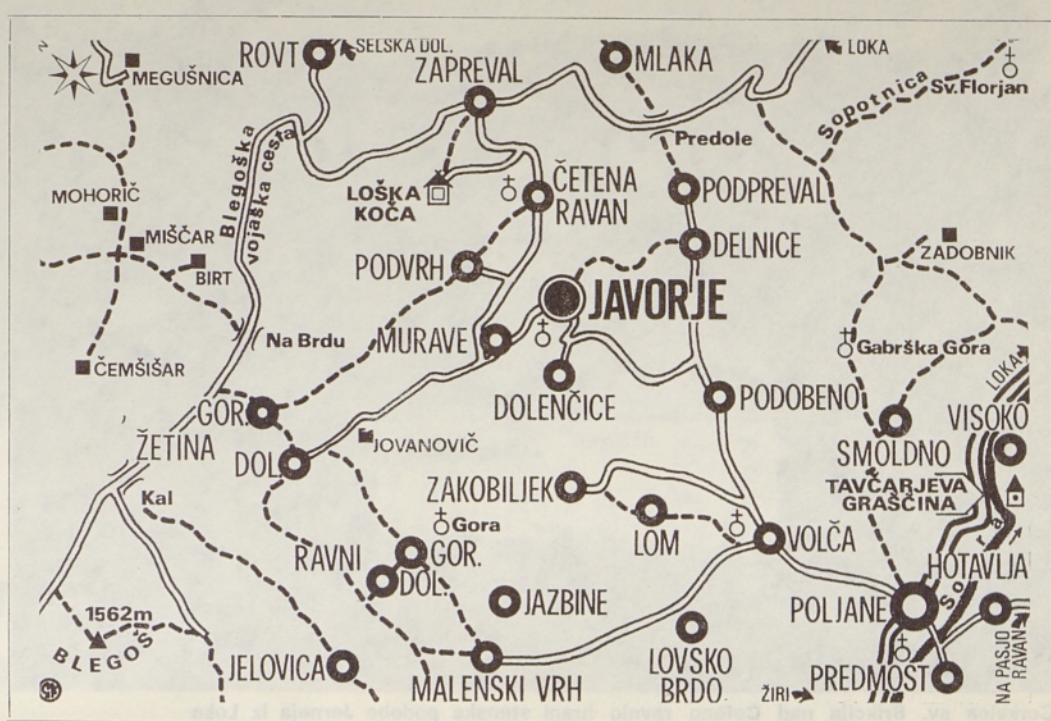 ROVT
SELŠKA DOL.
ZAPREVAL
MLAKA
LOKA
MEGUŠNICA
Sopotnica
Sv. Florjan
Blegoška
vojaška cesta
Predole
MOHORIČ
LOŠKA
KOČA
ČETENA
RAVAN
PODPREVAL
MIŠČAR
BIRT
PODVRH
DELNICE
ZADOBNIK
JAVORJE
Na Brdu
MURAVE
Gabrška Gora
ČEMŠIŠAR
DOLENČICE
PODOBENO
LOKA
GOR.
VISOKO
ŽETINA
JOVANOVIČ
DOL.
SMOLDNO
ZAKOBILJEK
TAVČARJEVA
GRAŠČINA
Kal
Gora
LOM
VOLČA
RAVNI
GOR.
DOL.
HOTAVLJA
JAZBINE
POLJANE
Sora
1562m
BLEGOŠ
JELOVICA
MALENSKI VRH
LOVSKO
BRDO
ŽIRI
PREDMOST
NA PASJO
RAVAN